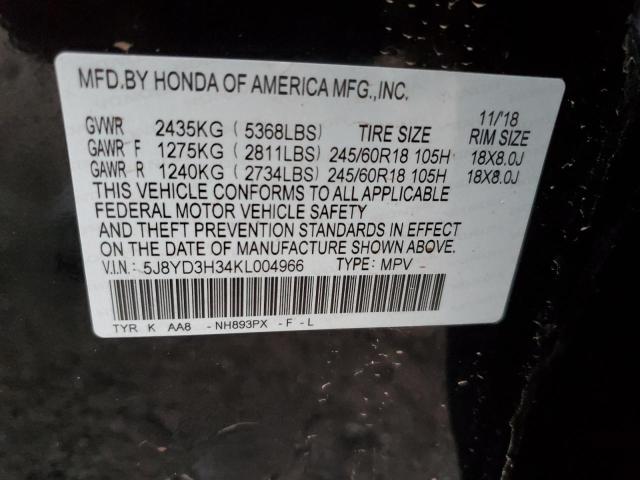 MFD.BY HONDA OF AMERICA MFG.,INC.
11/'18
GVWR 2435KG ( 5368LBS) TIRE SIZE RIM SIZE
GAWR F 1275KG ( 2811LBS) 245/60R18 105H 18X8.0J
GAWR R 1240KG ( 2734LBS) 245/60R18 105H 18X8.0J
THIS VEHICLE CONFORMS TO ALL APPLICABLE
FEDERAL MOTOR VEHICLE SAFETY
AND THEFT PREVENTION STANDARDS IN EFFECT
ON THE DATE OF MANUFACTURE SHOWN ABOVE.
V.I.N.: 5J8YD3H34KL004966 TYPE: MPV
TYR K AA8 -NH893PX -F -L